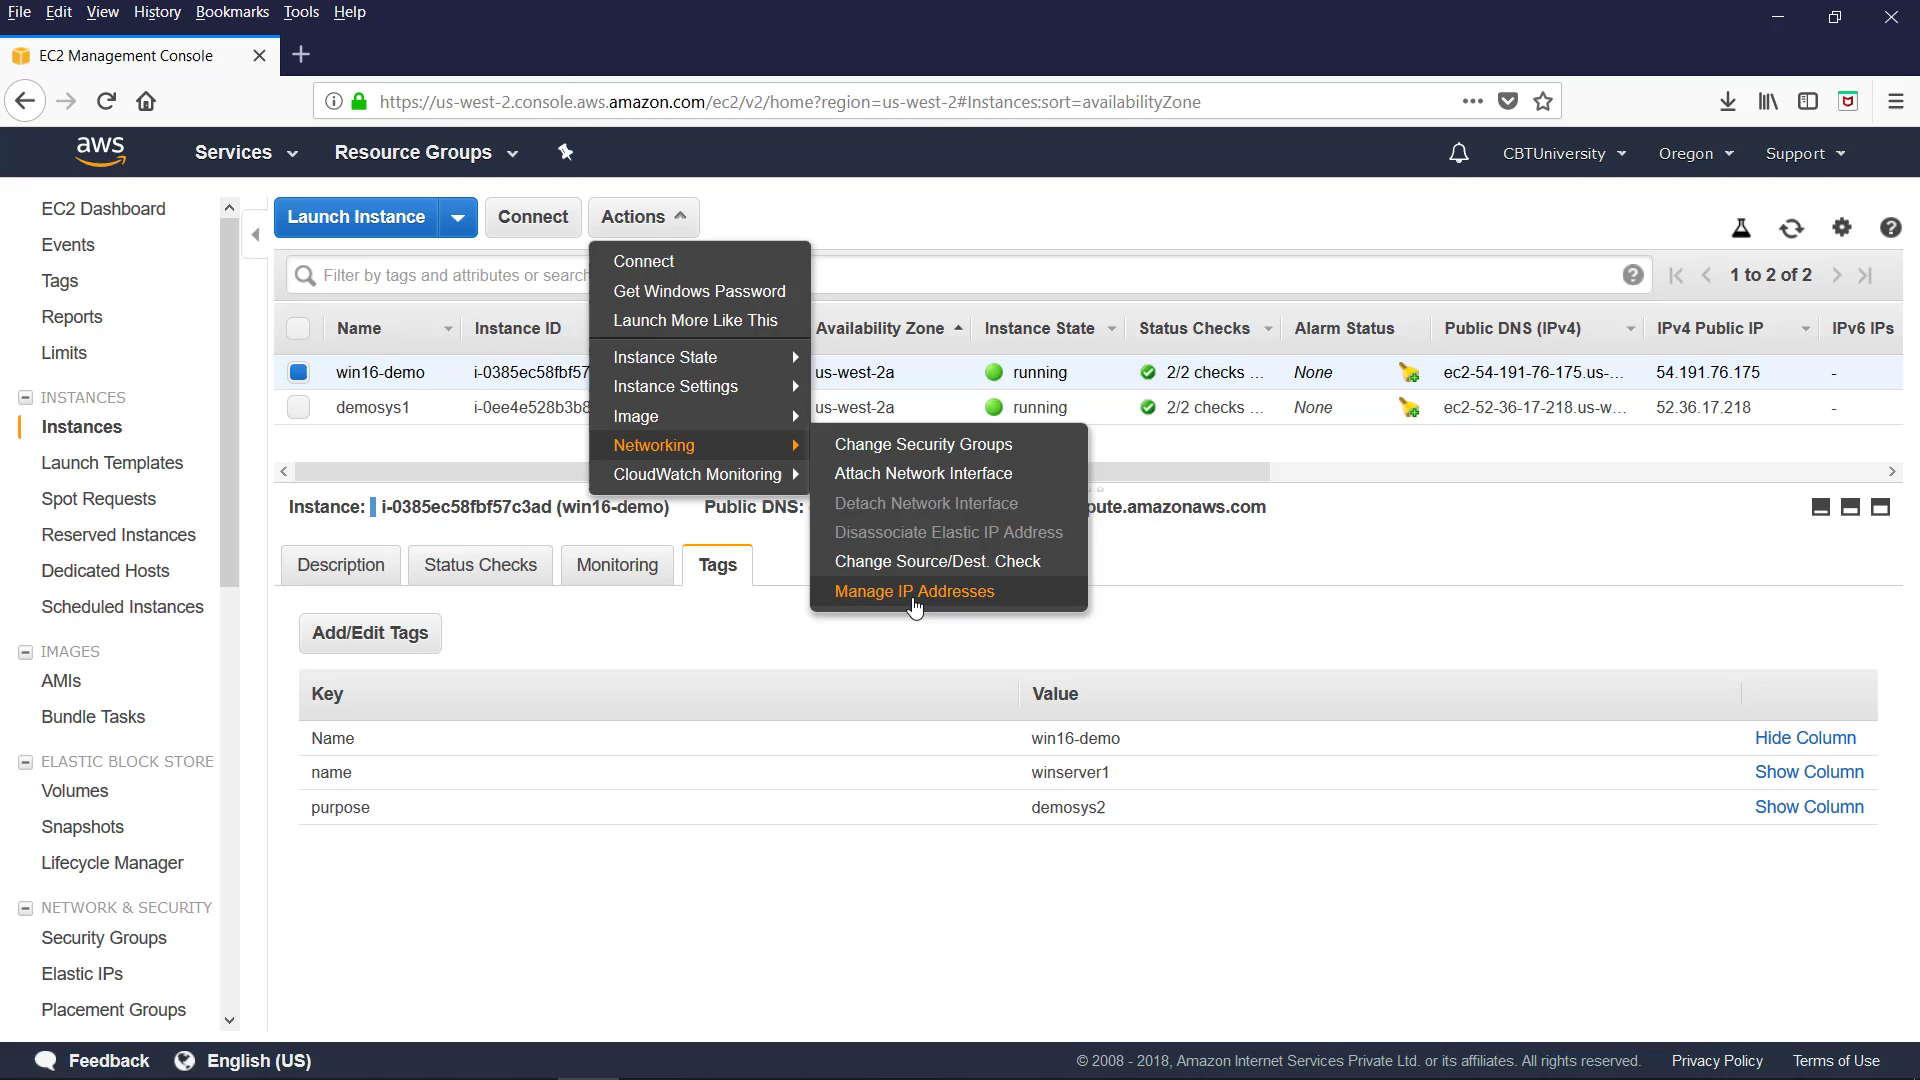 File Edit View History Bookmarks Tools Help
EC2 Management Console
https://us-west-2.console.aws.amazon.com/ec2/v2/home?region=us-west-2#Instances:sort=availabilityZone
aws Services Resource Groups CBTUniversity Oregon Support
EC2 Dashboard
Events
Tags
Reports
Limits
INSTANCES
Instances
Launch Templates
Spot Requests
Reserved Instances
Dedicated Hosts
Scheduled Instances
IMAGES
AMIs
Bundle Tasks
ELASTIC BLOCK STORE
Volumes
Snapshots
Lifecycle Manager
NETWORK & SECURITY
Security Groups
Elastic IPs
Placement Groups
Launch Instance Connect Actions
Connect
Get Windows Password
Launch More Like This
Instance State
Instance Settings
Image
Networking
CloudWatch Monitoring
Change Security Groups
Attach Network Interface
Detach Network Interface
Disassociate Elastic IP Address
Change Source/Dest. Check
Manage IP Addresses
Filter by tags and attributes or search 1 to 2 of 2
Name Instance ID Availability Zone Instance State Status Checks Alarm Status Public DNS (IPv4) IPv4 Public IP IPv6 IPs
win16-demo i-0385ec58fbf57 us-west-2a running 2/2 checks ... None ec2-54-191-76-175.us-... 54.191.76.175 -
demosys1 i-0ee4e528b3b8 us-west-2a running 2/2 checks ... None ec2-52-36-17-218.us-w... 52.36.17.218 -
Instance: i-0385ec58fbf57c3ad (win16-demo) Public DNS: pute.amazonaws.com
Description Status Checks Monitoring Tags
Add/Edit Tags
Key Value
Name win16-demo Hide Column
name winserver1 Show Column
purpose demosys2 Show Column
Feedback English (US) © 2008 - 2018, Amazon Internet Services Private Ltd. or its affiliates. All rights reserved. Privacy Policy Terms of Use